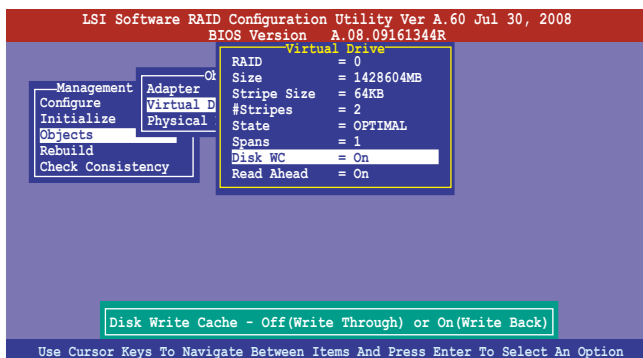 LSI Software RAID Configuration Utility Ver A.60 Jul 30, 2008
BIOS Version A.08.09161344R
Management
Configure
Initialize
Objects
Rebuild
Check Consistency
Ob
Adapter
Virtual D
Physical
Virtual Drive
RAID = 0
Size = 1428604MB
Stripe Size = 64KB
#Stripes = 2
State = OPTIMAL
Spans = 1
Disk WC = On
Read Ahead = On
Disk Write Cache - Off(Write Through) or On(Write Back)
Use Cursor Keys To Navigate Between Items And Press Enter To Select An Option